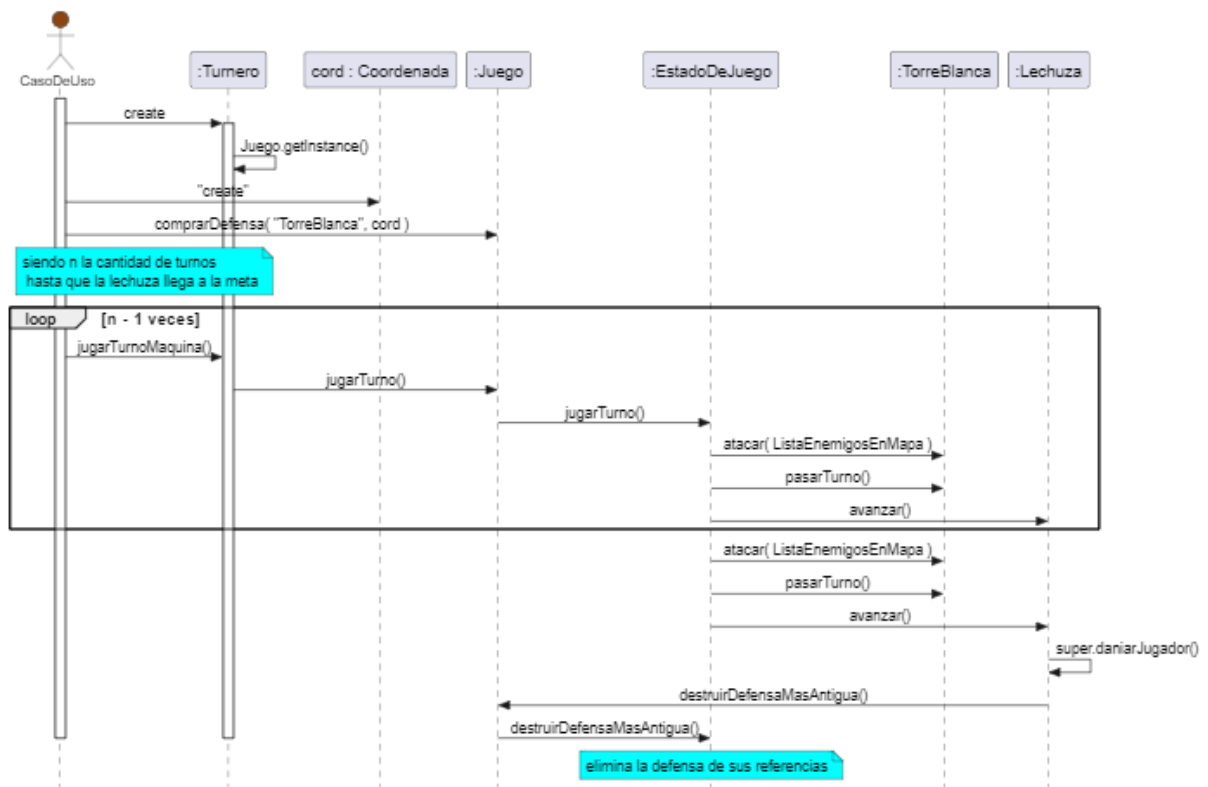 CasoDeUso
:Turnero
cord : Coordenada
:Juego
:EstadoDeJuego
:TorreBlanca
:Lechuza
create
Juego.getInstance()
"create"
comprarDefensa( "TorreBlanca", cord )
siendo n la cantidad de turnos
hasta que la lechuza llega a la meta
loop [n - 1 veces]
jugarTurnoMaquina()
jugarTurno()
jugarTurno()
atacar( ListaEnemigosEnMapa )
pasarTurno()
avanzar()
atacar( ListaEnemigosEnMapa )
pasarTurno()
avanzar()
super.daniarJugador()
destruirDefensaMasAntigua()
destruirDefensaMasAntigua()
elimina la defensa de sus referencias